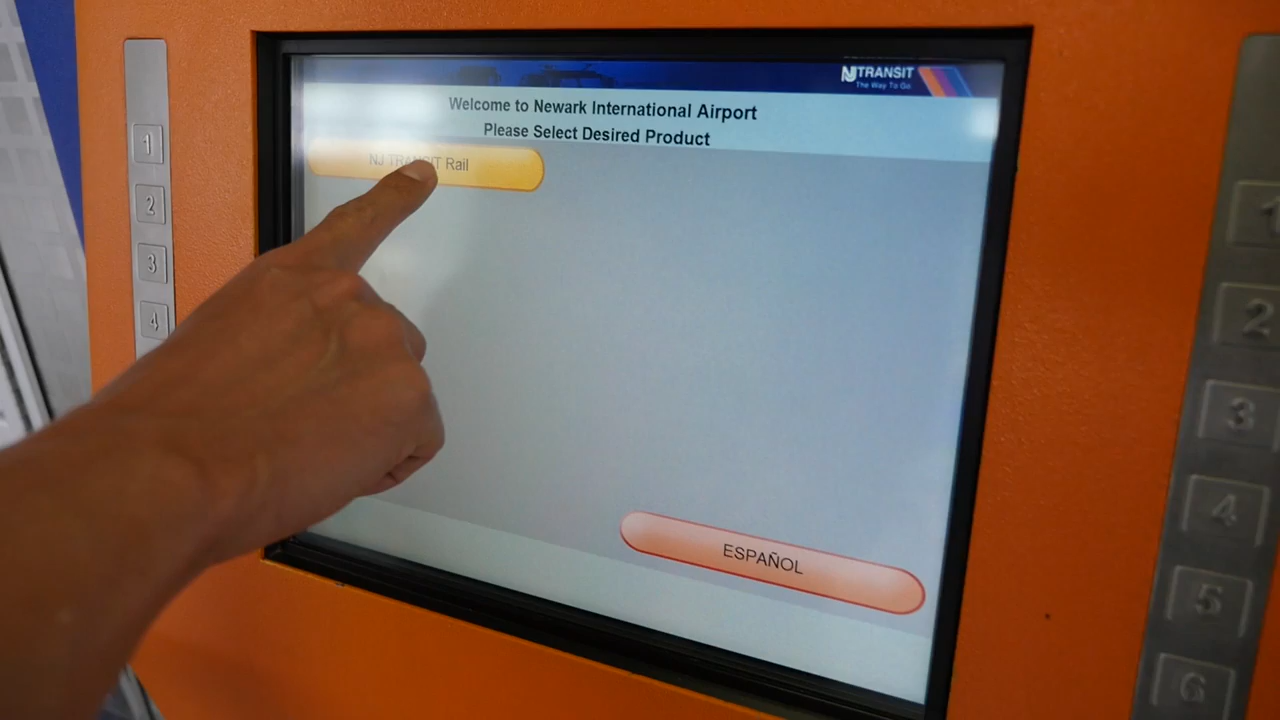 NJTRANSIT
The Way To Go
Welcome to Newark International Airport
Please Select Desired Product
NJ TRANSIT Rail
ESPAÑOL
1
2
3
4
1
2
3
4
5
6